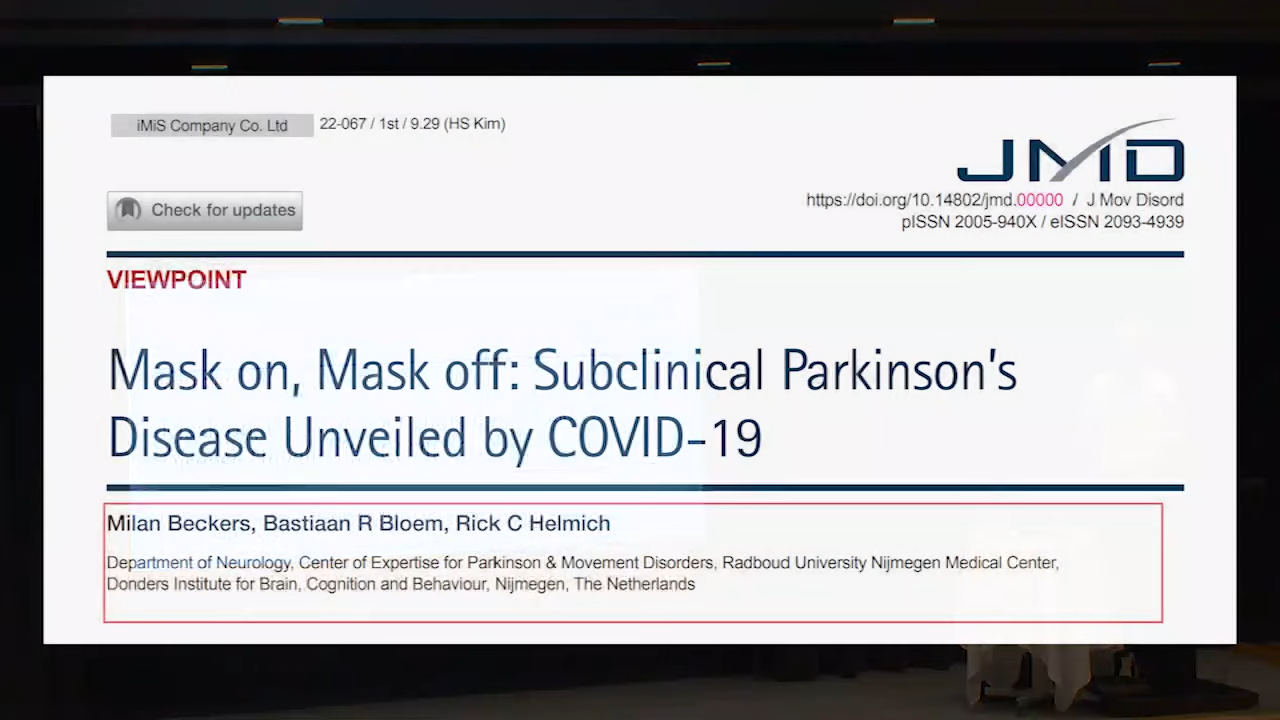 iMiS Company Co. Ltd 22-067 / 1st / 9.29 (HS Kim)
JMD
Check for updates
https://doi.org/10.14802/jmd.00000 / J Mov Disord
pISSN 2005-940X / eISSN 2093-4939
VIEWPOINT
Mask on, Mask off: Subclinical Parkinson's
Disease Unveiled by COVID-19
Milan Beckers, Bastiaan R Bloem, Rick C Helmich
Department of Neurology, Center of Expertise for Parkinson & Movement Disorders, Radboud University Nijmegen Medical Center,
Donders Institute for Brain, Cognition and Behaviour, Nijmegen, The Netherlands